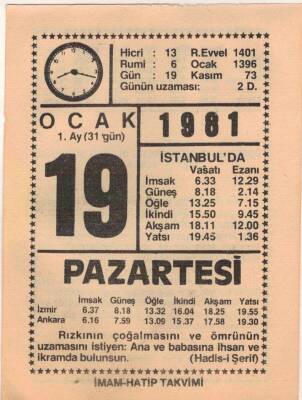 Hicri : 13 R.Evvel 1401
Rumi : 6 Ocak 1396
Gün : 19 Kasım 73
Günün uzaması: 2 D.
OCAK 1981
1. Ay (31 gün)
19
İSTANBUL'DA
Vasati Ezani
İmsak 6.33 12.29
Güneş 8.18 2.14
Öğle 13.25 7.15
İkindi 15.50 9.45
Akşam 18.11 12.00
Yatsı 19.45 1.36
PAZARTESİ
İmsak Güneş Öğle İkindi Akşam Yatsı
İzmir 6.37 8.18 13.32 16.04 18.25 19.55
Ankara 6.16 7.59 13.09 15.37 17.58 19.30
Rızkının çoğalmasını ve ömrünün
uzamasını istiyen: Ana ve babasına ihsan ve
ikramda bulunsun. (Hadis-i Şerif)
İMAM-HATİP TAKVİMİ